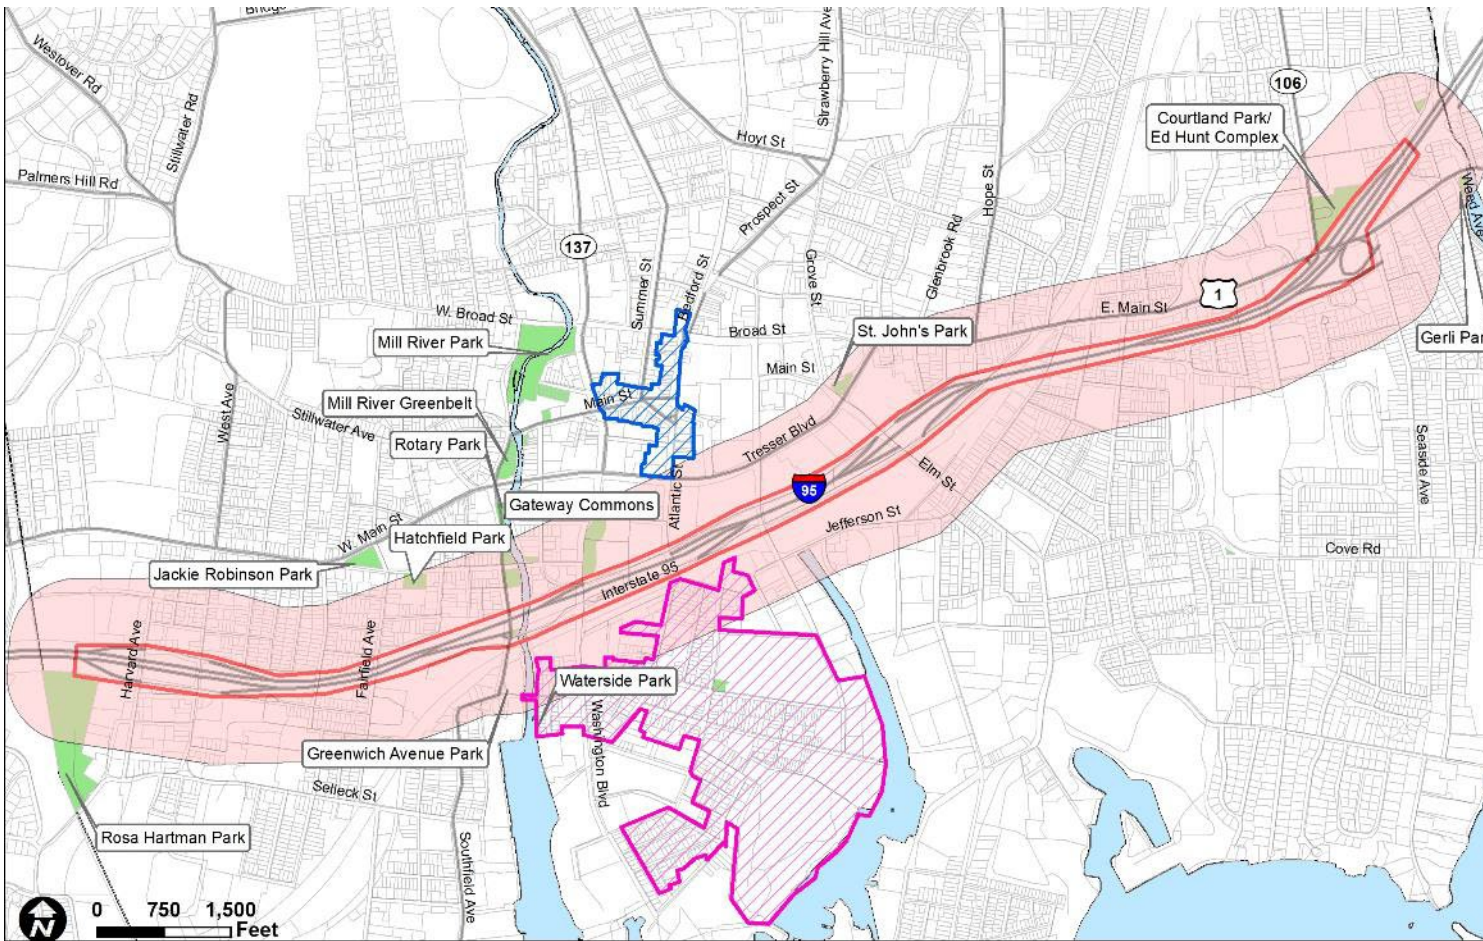 Bridge
Strawberry Hill Ave
Westover Rd
Stillwater Rd
106
Courtland Park/
Ed Hunt Complex
Hoyt St
Palmers Hill Rd
Hope St
Prospect St
Weed Ave
137
Glenbrook Rd
Grove St
Bedford St
Summer St
1
E. Main St
W. Broad St
Broad St
St. John's Park
Mill River Park
Gerli Par
Main St
Main St
Mill River Greenbelt
West Ave
Stillwater Ave
Tresser Blvd
Rotary Park
Elm St
Seaside Ave
95
Atlantic St
Gateway Commons
Jefferson St
W. Main St
Hatchfield Park
Cove Rd
Jackie Robinson Park
Interstate 95
Harvard Ave
Fairfield Ave
Waterside Park
Washington Blvd
Greenwich Avenue Park
Selleck St
Rosa Hartman Park
Southfield Ave
N
0 750 1,500
Feet